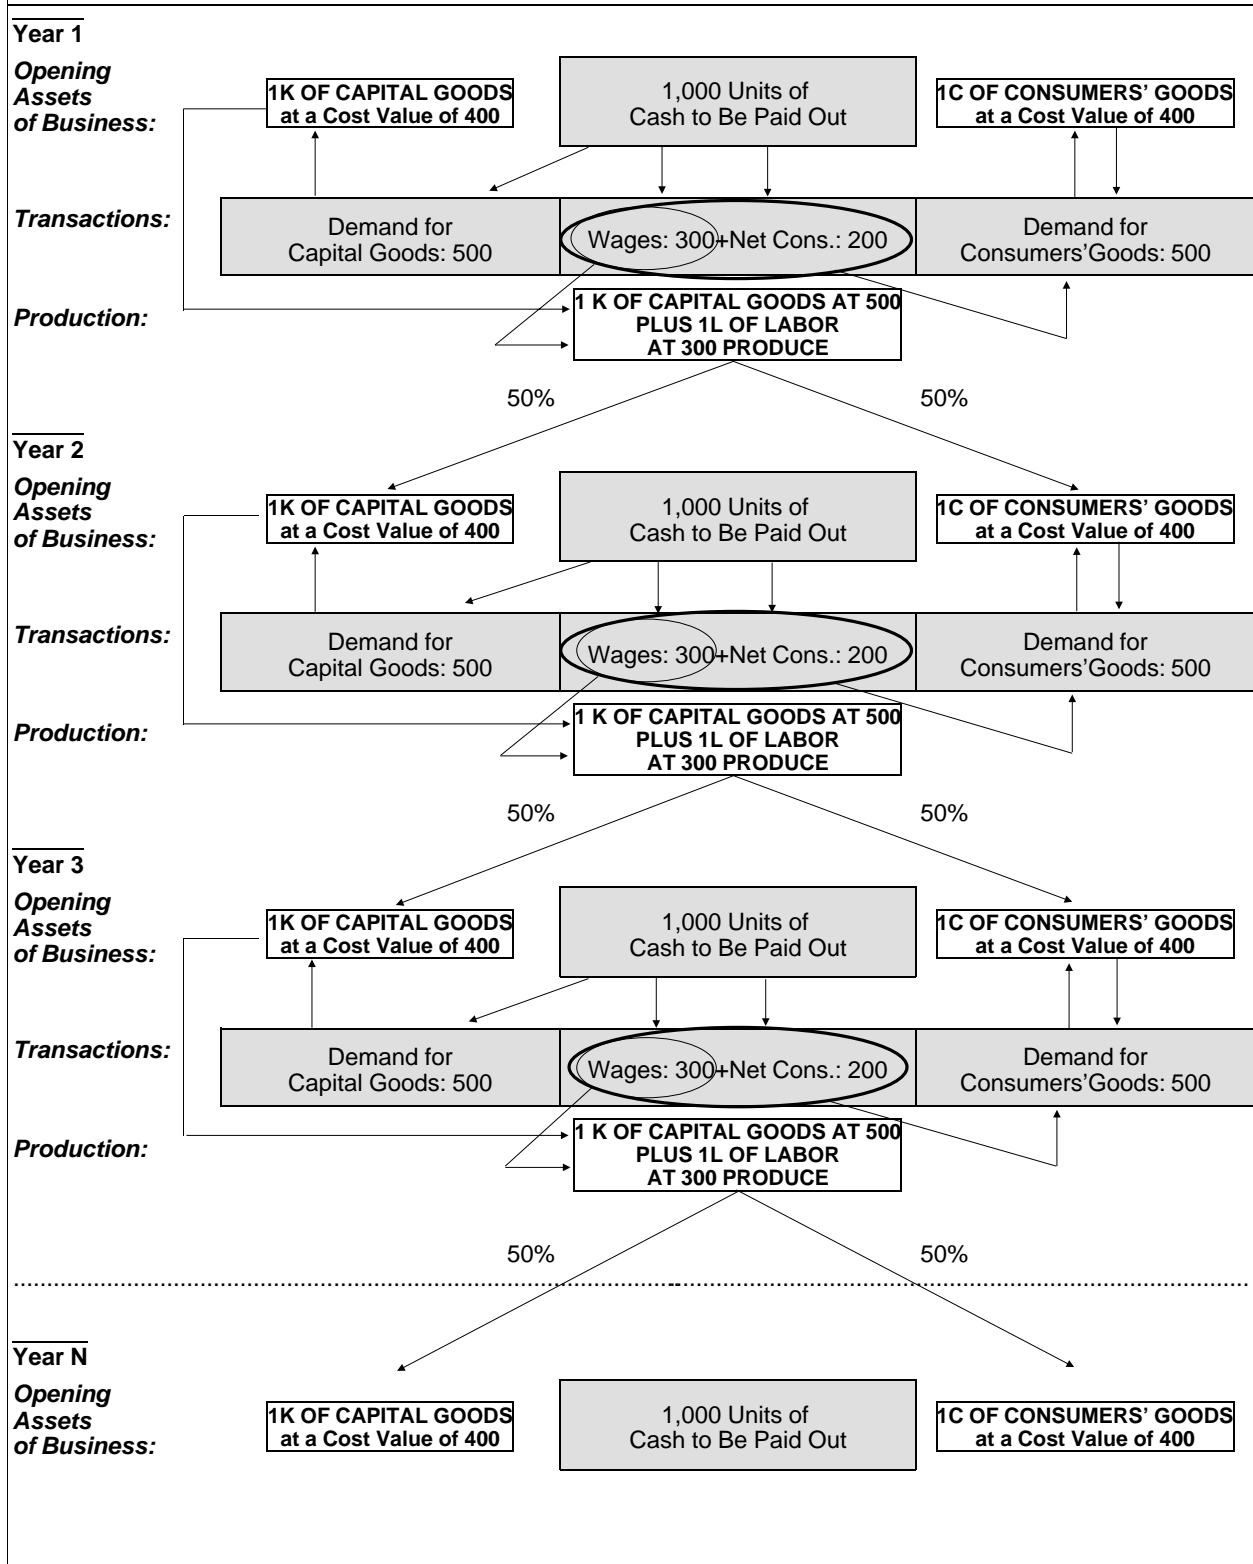 Year 1
Opening
Assets
of Business:
1K OF CAPITAL GOODS
at a Cost Value of 400
1,000 Units of
Cash to Be Paid Out
1C OF CONSUMERS’ GOODS
at a Cost Value of 400
Transactions:
Demand for
Capital Goods: 500
Wages: 300+Net Cons.: 200
Demand for
Consumers’Goods: 500
Production:
1 K OF CAPITAL GOODS AT 500
PLUS 1L OF LABOR
AT 300 PRODUCE
50%
50%
Year 2
Opening
Assets
of Business:
1K OF CAPITAL GOODS
at a Cost Value of 400
1,000 Units of
Cash to Be Paid Out
1C OF CONSUMERS’ GOODS
at a Cost Value of 400
Transactions:
Demand for
Capital Goods: 500
Wages: 300+Net Cons.: 200
Demand for
Consumers’Goods: 500
Production:
1 K OF CAPITAL GOODS AT 500
PLUS 1L OF LABOR
AT 300 PRODUCE
50%
50%
Year 3
Opening
Assets
of Business:
1K OF CAPITAL GOODS
at a Cost Value of 400
1,000 Units of
Cash to Be Paid Out
1C OF CONSUMERS’ GOODS
at a Cost Value of 400
Transactions:
Demand for
Capital Goods: 500
Wages: 300+Net Cons.: 200
Demand for
Consumers’Goods: 500
Production:
1 K OF CAPITAL GOODS AT 500
PLUS 1L OF LABOR
AT 300 PRODUCE
50%
50%
Year N
Opening
Assets
of Business:
1K OF CAPITAL GOODS
at a Cost Value of 400
1,000 Units of
Cash to Be Paid Out
1C OF CONSUMERS’ GOODS
at a Cost Value of 400